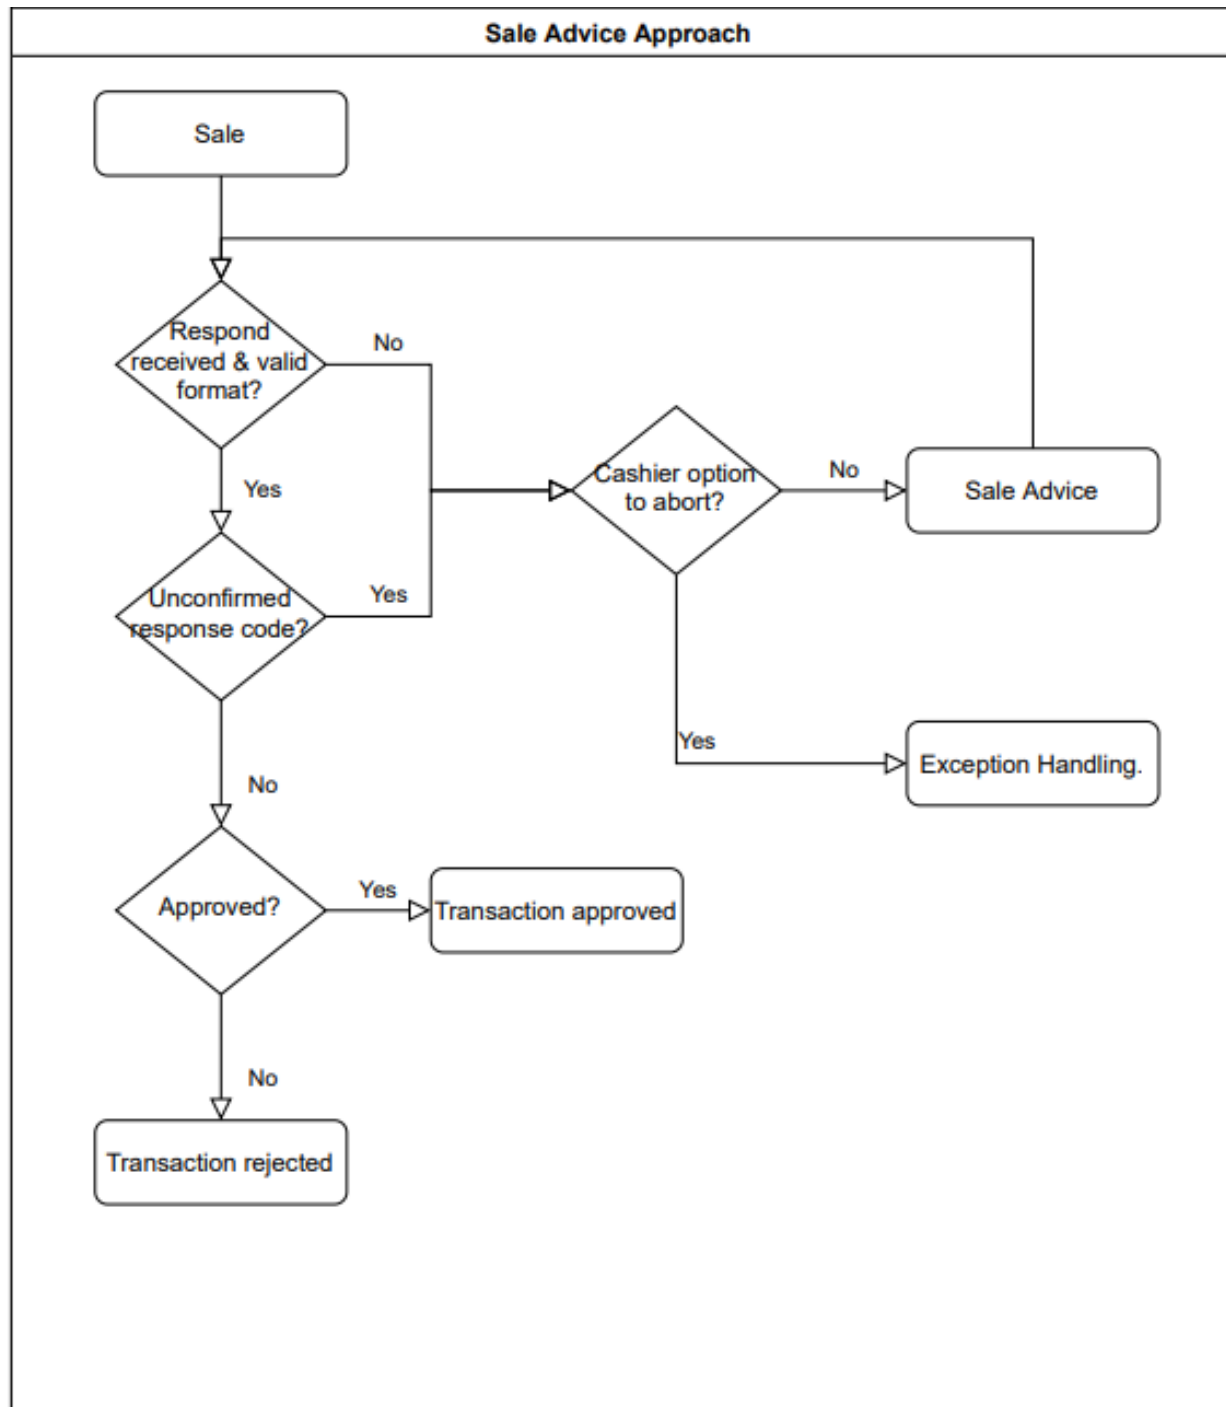 Sale Advice Approach
Sale
Respond
received & valid
format?
No
Yes
Cashier option
to abort?
No
Sale Advice
Unconfirmed
response code?
Yes
Yes
Exception Handling.
No
Approved?
Yes
Transaction approved
No
Transaction rejected